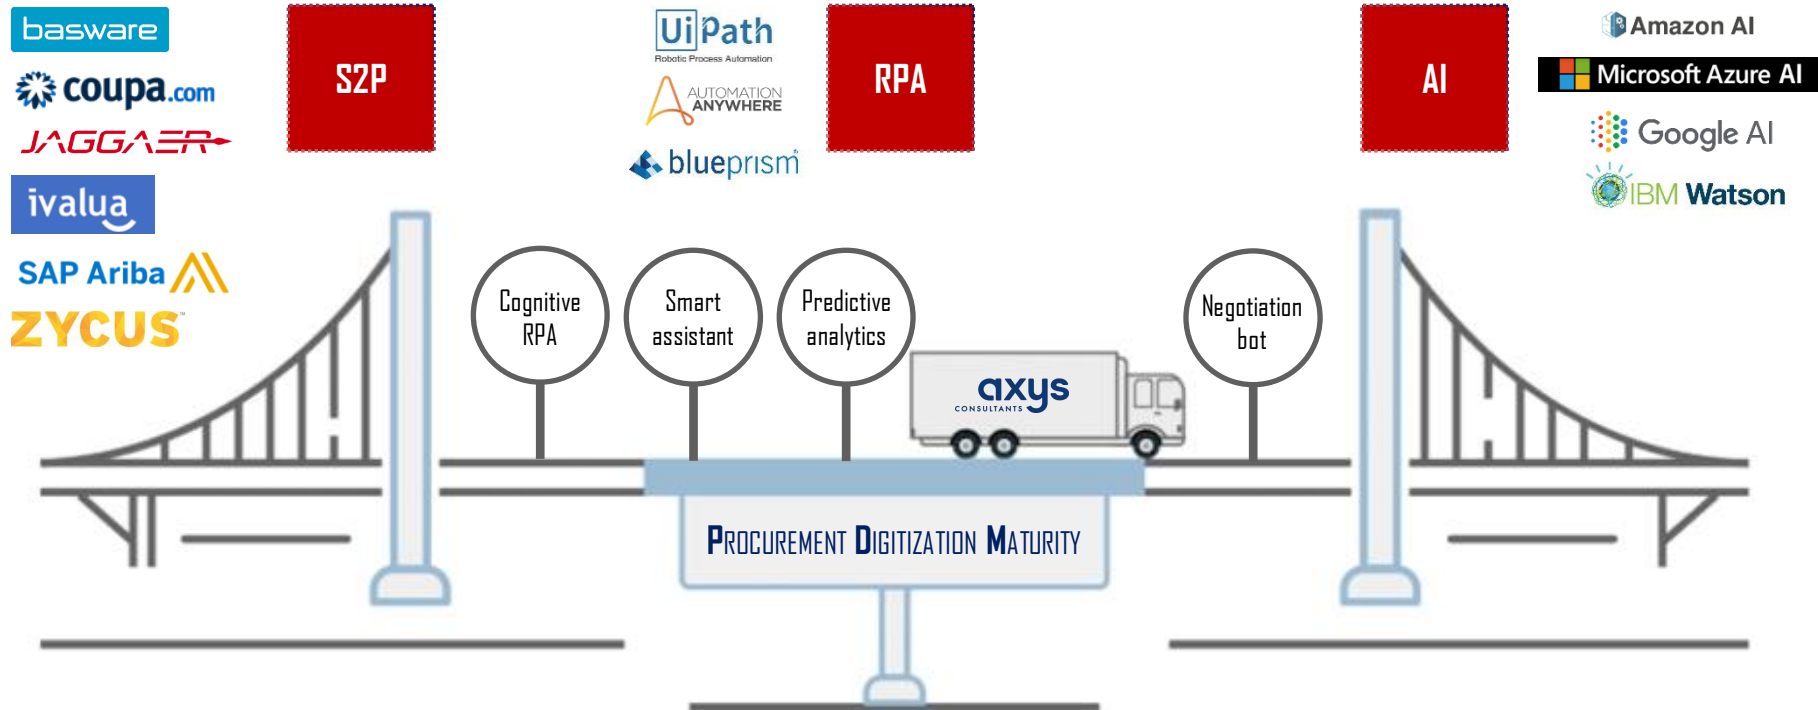 basware
coupa.com
JAGGAER
ivalua
SAP Ariba
ZYCUS™
S2P
UiPath
Robotic Process Automation
AUTOMATION
ANYWHERE
blueprism
RPA
AI
Amazon AI
Microsoft Azure AI
Google AI
IBM Watson
Cognitive
RPA
Smart
assistant
Predictive
analytics
Negotiation
bot
axys
CONSULTANTS
PROCUREMENT DIGITIZATION MATURITY